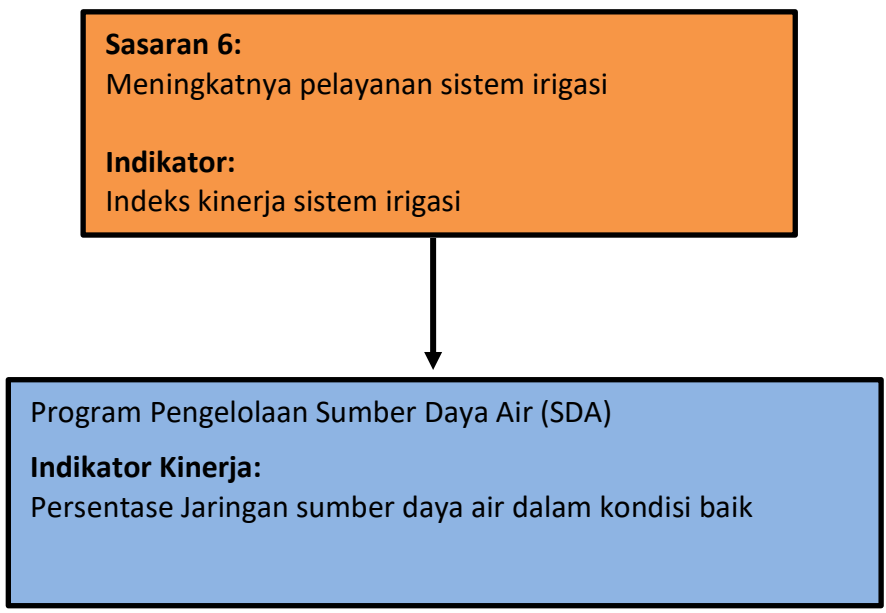 Sasaran 6:
Meningkatnya pelayanan sistem irigasi
Indikator:
Indeks kinerja sistem irigasi
Program Pengelolaan Sumber Daya Air (SDA)
Indikator Kinerja:
Persentase Jaringan sumber daya air dalam kondisi baik